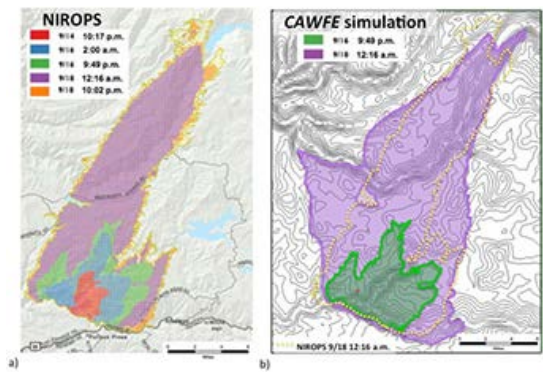 NIROPS
9/14 10:17 p.m.
9/16 2:00 a.m.
9/16 9:49 p.m.
9/18 12:16 a.m.
9/18 10:02 p.m.
a)
CAWFE simulation
9/16 9:49 p.m.
9/18 12:16 a.m.
NIROPS 9/18 12:16 a.m.
b)